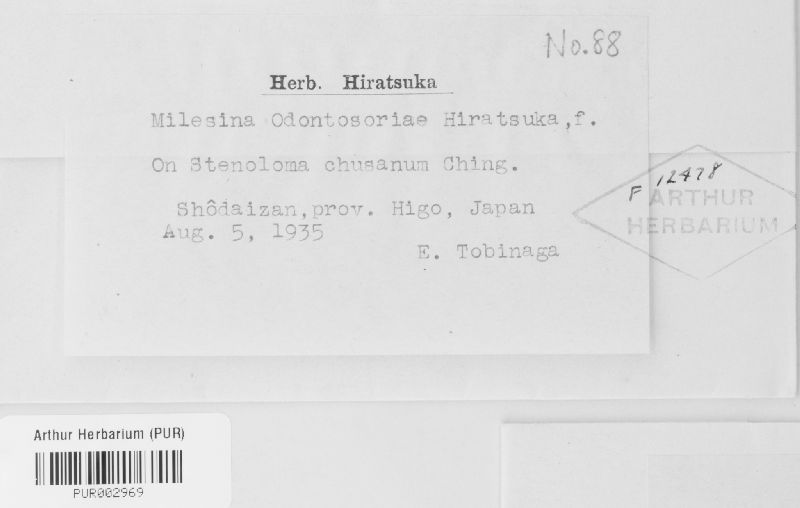 No.88
Herb. Hiratsuka
Milesina Odontosoriae Hiratsuka,f.
On Stenoloma chusanum Ching.
Shôdaizan,prov. Higo, Japan
Aug. 5, 1935
E. Tobinaga
F 12478
ARTHUR
HERBARIUM
Arthur Herbarium (PUR)
PUR002969